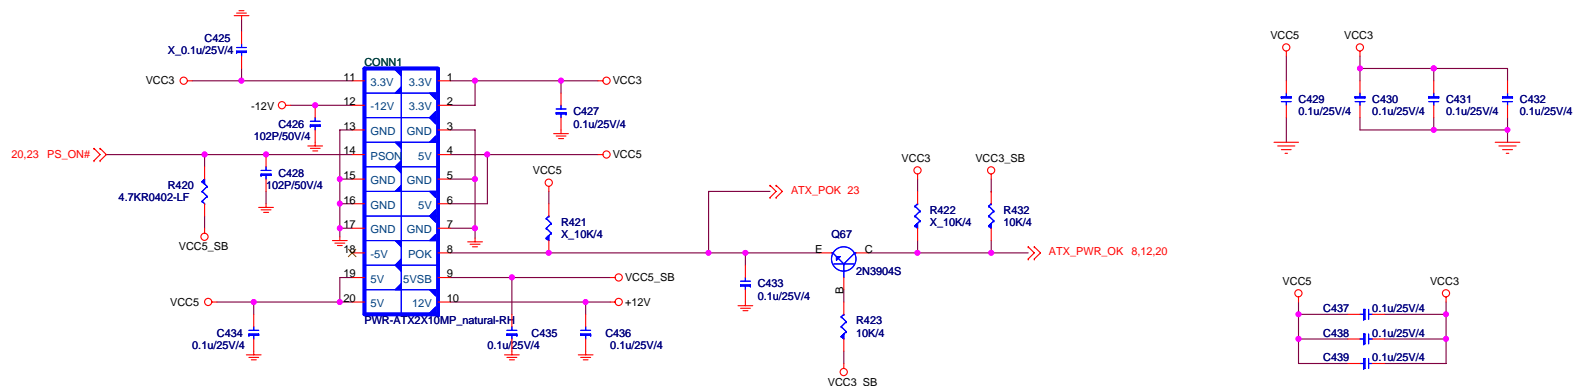 C425
X_0.1u/25V/4
VCC3
-12V
C426
102P/50V/4
20,23 PS_ON#
R420
4.7KR0402-LF
VCC5_SB
C428
102P/50V/4
VCC5
C434
0.1u/25V/4
CONN1
11 3.3V 3.3V 1
12 -12V 3.3V 2
13 GND GND 3
14 PSON 5V 4
15 GND GND 5
16 GND 5V 6
17 GND GND 7
18 -5V POK 8
19 5V 5VSB 9
20 5V 12V 10
PWR-ATX2X10MP_natural-RH
VCC3
C427
0.1u/25V/4
VCC5
VCC5
R421
X_10K/4
VCC5_SB
+12V
C435
0.1u/25V/4
C436
0.1u/25V/4
ATX_POK 23
C433
0.1u/25V/4
Q67
E C
B
2N3904S
R423
10K/4
VCC3_SB
VCC3
R422
X_10K/4
VCC3_SB
R432
10K/4
ATX_PWR_OK 8,12,20
VCC5
C429
0.1u/25V/4
VCC3
C430
0.1u/25V/4
C431
0.1u/25V/4
C432
0.1u/25V/4
VCC5
VCC3
C437 0.1u/25V/4
C438 0.1u/25V/4
C439 0.1u/25V/4